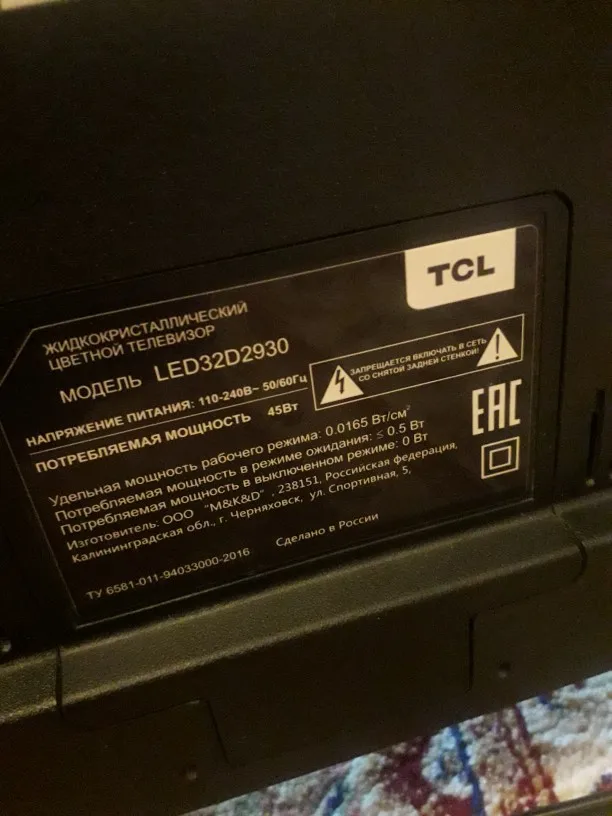 TCL
ЖИДКОКРИСТАЛЛИЧЕСКИЙ
ЦВЕТНОЙ ТЕЛЕВИЗОР
МОДЕЛЬ LED32D2930
НАПРЯЖЕНИЕ ПИТАНИЯ: 110-240В~ 50/60Гц
ПОТРЕБЛЯЕМАЯ МОЩНОСТЬ 45Вт
ЗАПРЕЩАЕТСЯ ВКЛЮЧАТЬ В СЕТЬ
СО СНЯТОЙ ЗАДНЕЙ СТЕНКОЙ!
EAC
Удельная мощность рабочего режима: 0.0165 Вт/см²
Потребляемая мощность в режиме ожидания: ≤ 0.5 Вт
Потребляемая мощность в выключенном режиме: 0 Вт
Изготовитель: ООО "M&K&D", 238151, Российская федерация,
Калининградская обл., г. Черняховск, ул. Спортивная, 5,
Сделано в России
ТУ 6581-011-94033000-2016